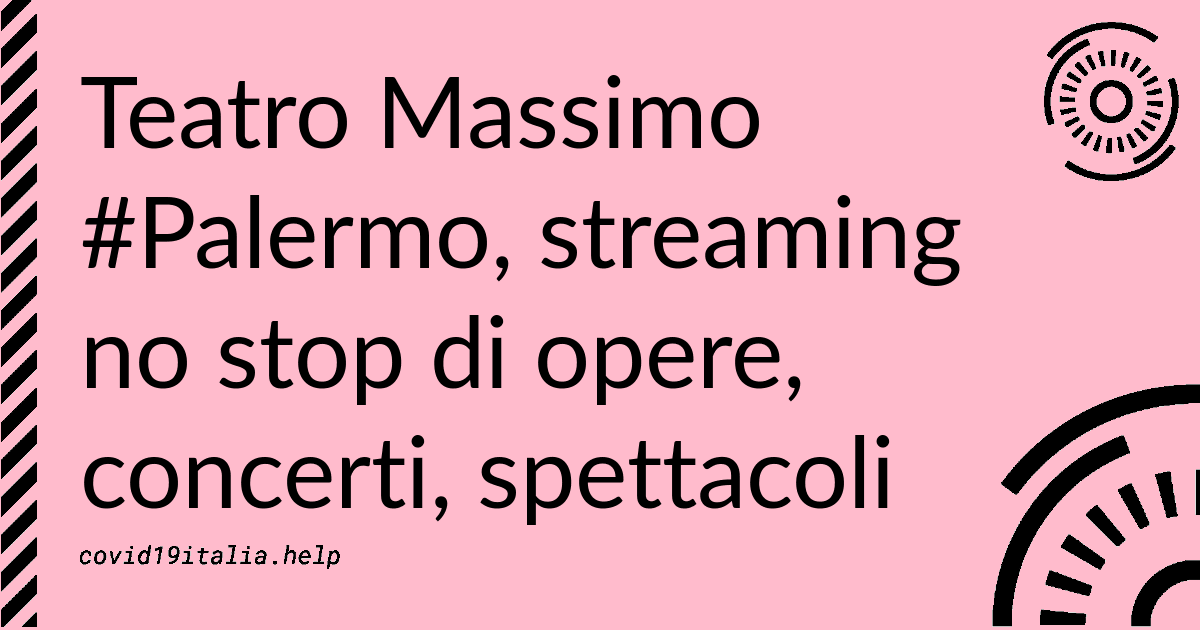 Teatro Massimo
#Palermo, streaming
no stop di opere,
concerti, spettacoli
covid19italia.help